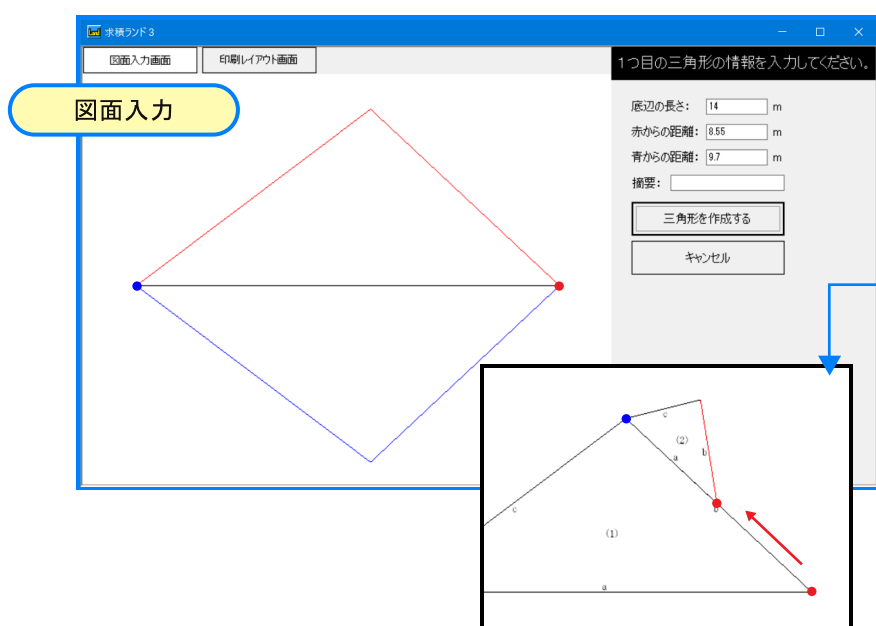 求積ランド3
図面入力画面
印刷レイアウト画面
1つ目の三角形の情報を入力してください。
図面入力
底辺の長さ: 14 m
赤からの距離: 8.55 m
青からの距離: 9.7 m
摘要:
三角形を作成する
キャンセル
c
(2)
a
b
c
b
(1)
a